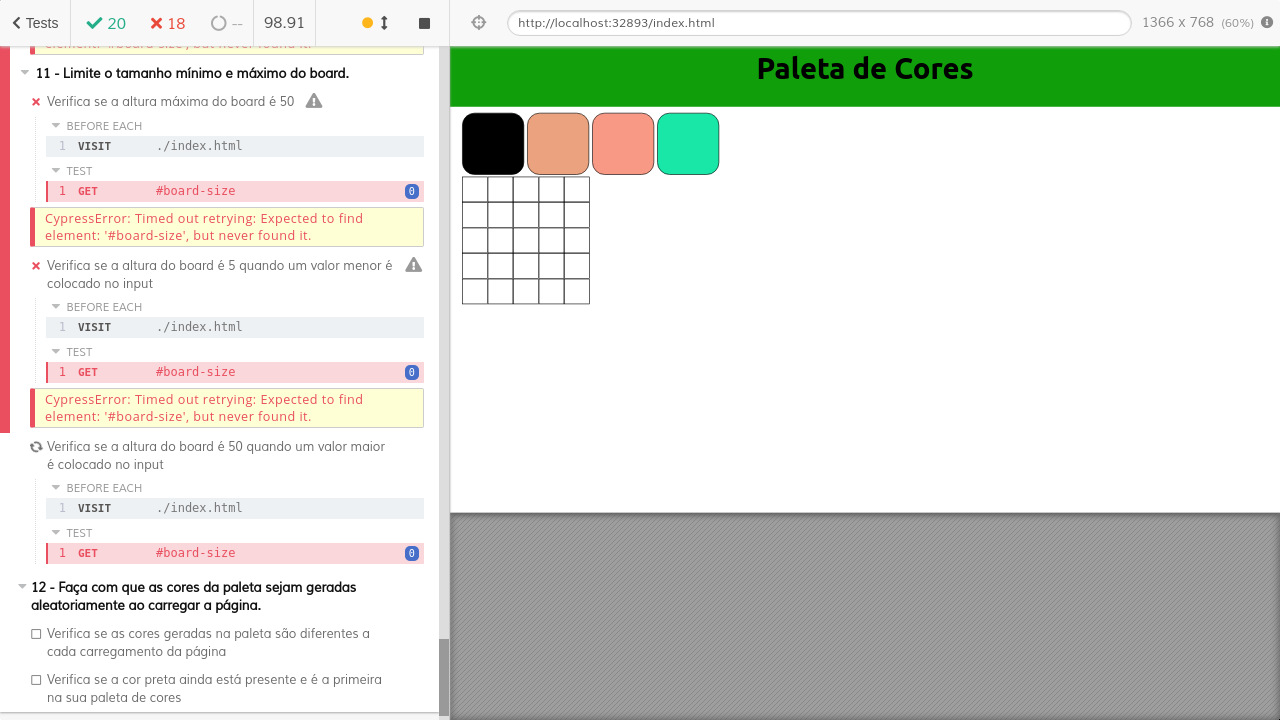 Tests 20 18 -- 98.91
http://localhost:32893/index.html 1366 x 768 (60%)
element: '#board-size', but never found it.
11 - Limite o tamanho mínimo e máximo do board.
Verifica se a altura máxima do board é 50
BEFORE EACH
1 VISIT ./index.html
TEST
1 GET #board-size 0
CypressError: Timed out retrying: Expected to find
element: '#board-size', but never found it.
Verifica se a altura do board é 5 quando um valor menor é
colocado no input
BEFORE EACH
1 VISIT ./index.html
TEST
1 GET #board-size 0
CypressError: Timed out retrying: Expected to find
element: '#board-size', but never found it.
Verifica se a altura do board é 50 quando um valor maior
é colocado no input
BEFORE EACH
1 VISIT ./index.html
TEST
1 GET #board-size 0
12 - Faça com que as cores da paleta sejam geradas
aleatoriamente ao carregar a página.
Verifica se as cores geradas na paleta são diferentes a
cada carregamento da página
Verifica se a cor preta ainda está presente e é a primeira
na sua paleta de cores
Paleta de Cores